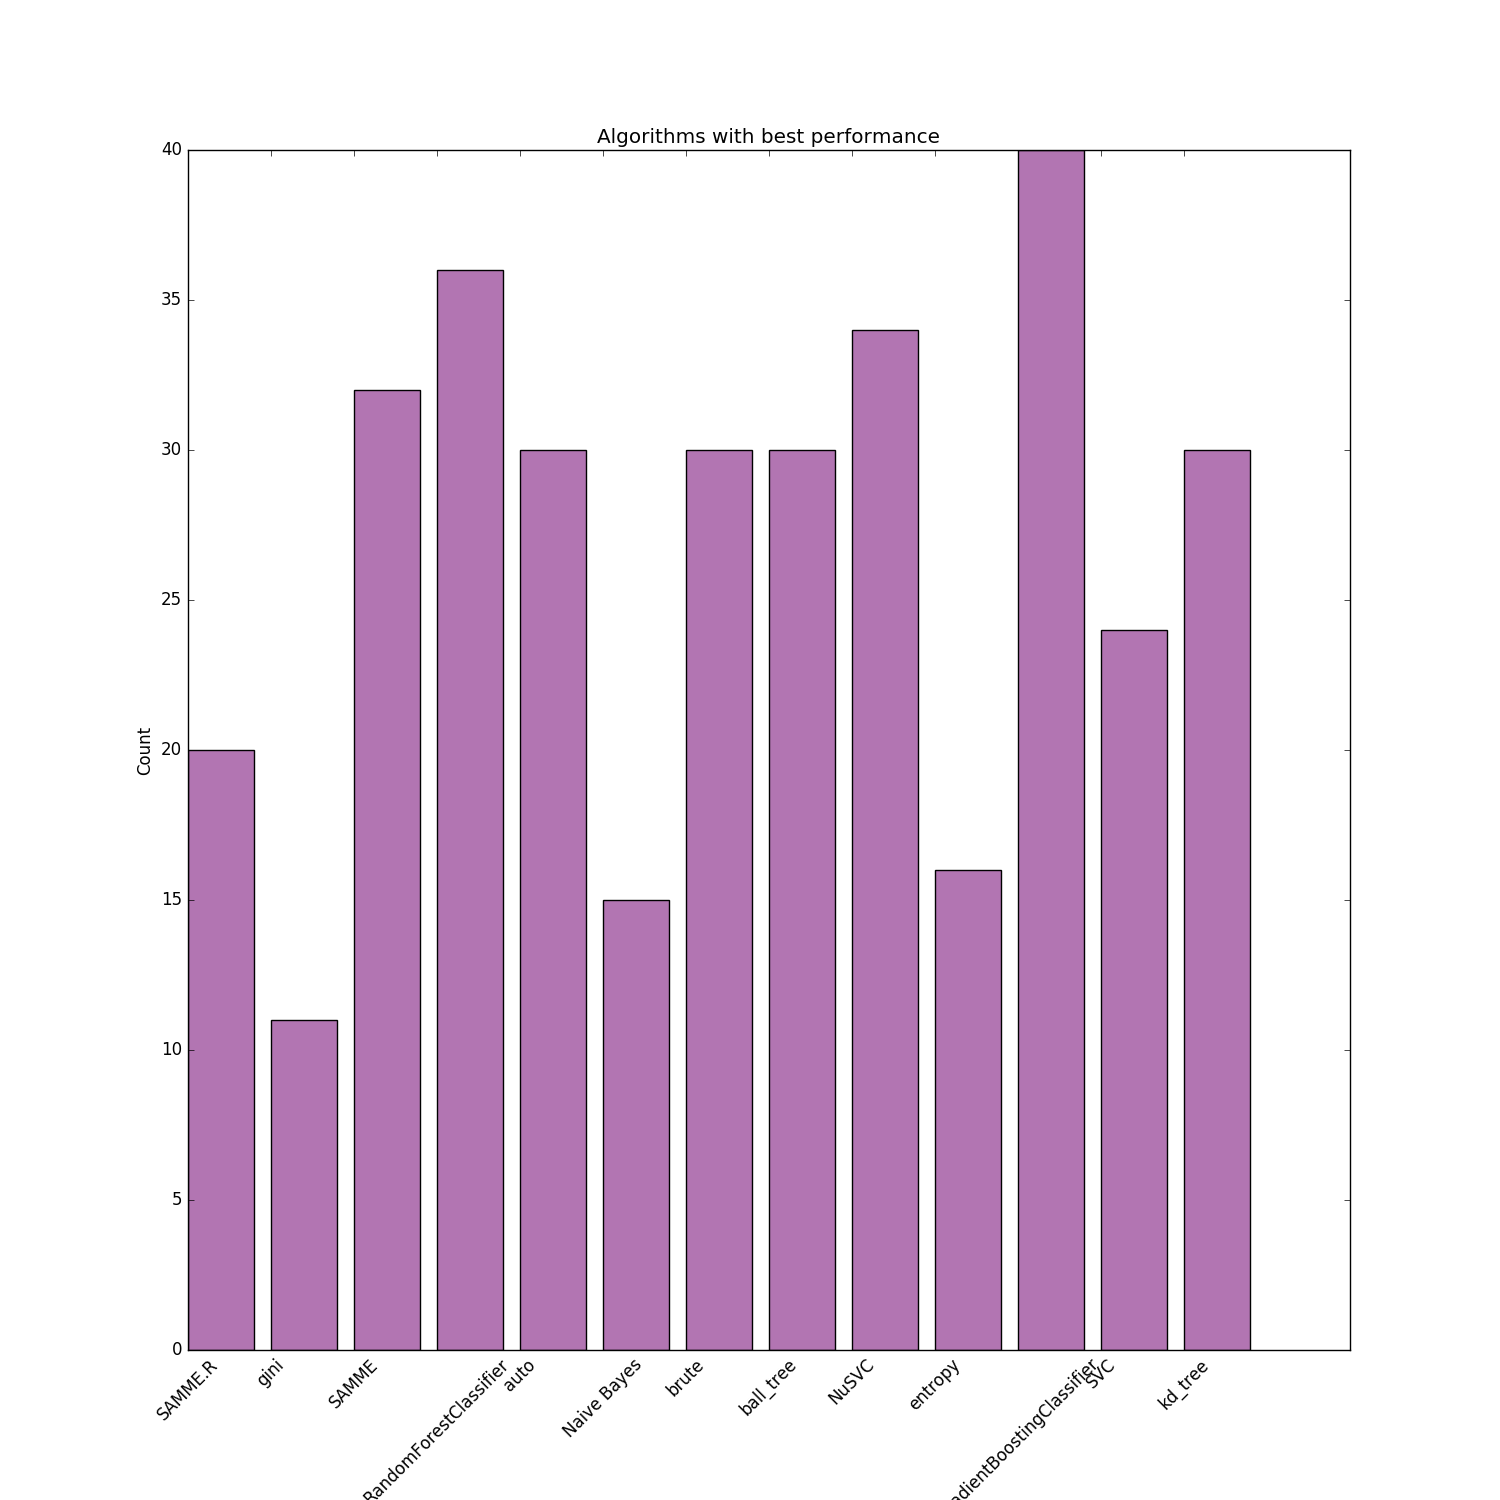 Algorithms with best performance
40
35
30
25
20
15
10
5
0
Count
SAMME.R
gini
SAMME
RandomForestClassifier
auto
Naive Bayes
brute
ball_tree
NuSVC
entropy
adientBoostingClassifier
SVC
kd_tree